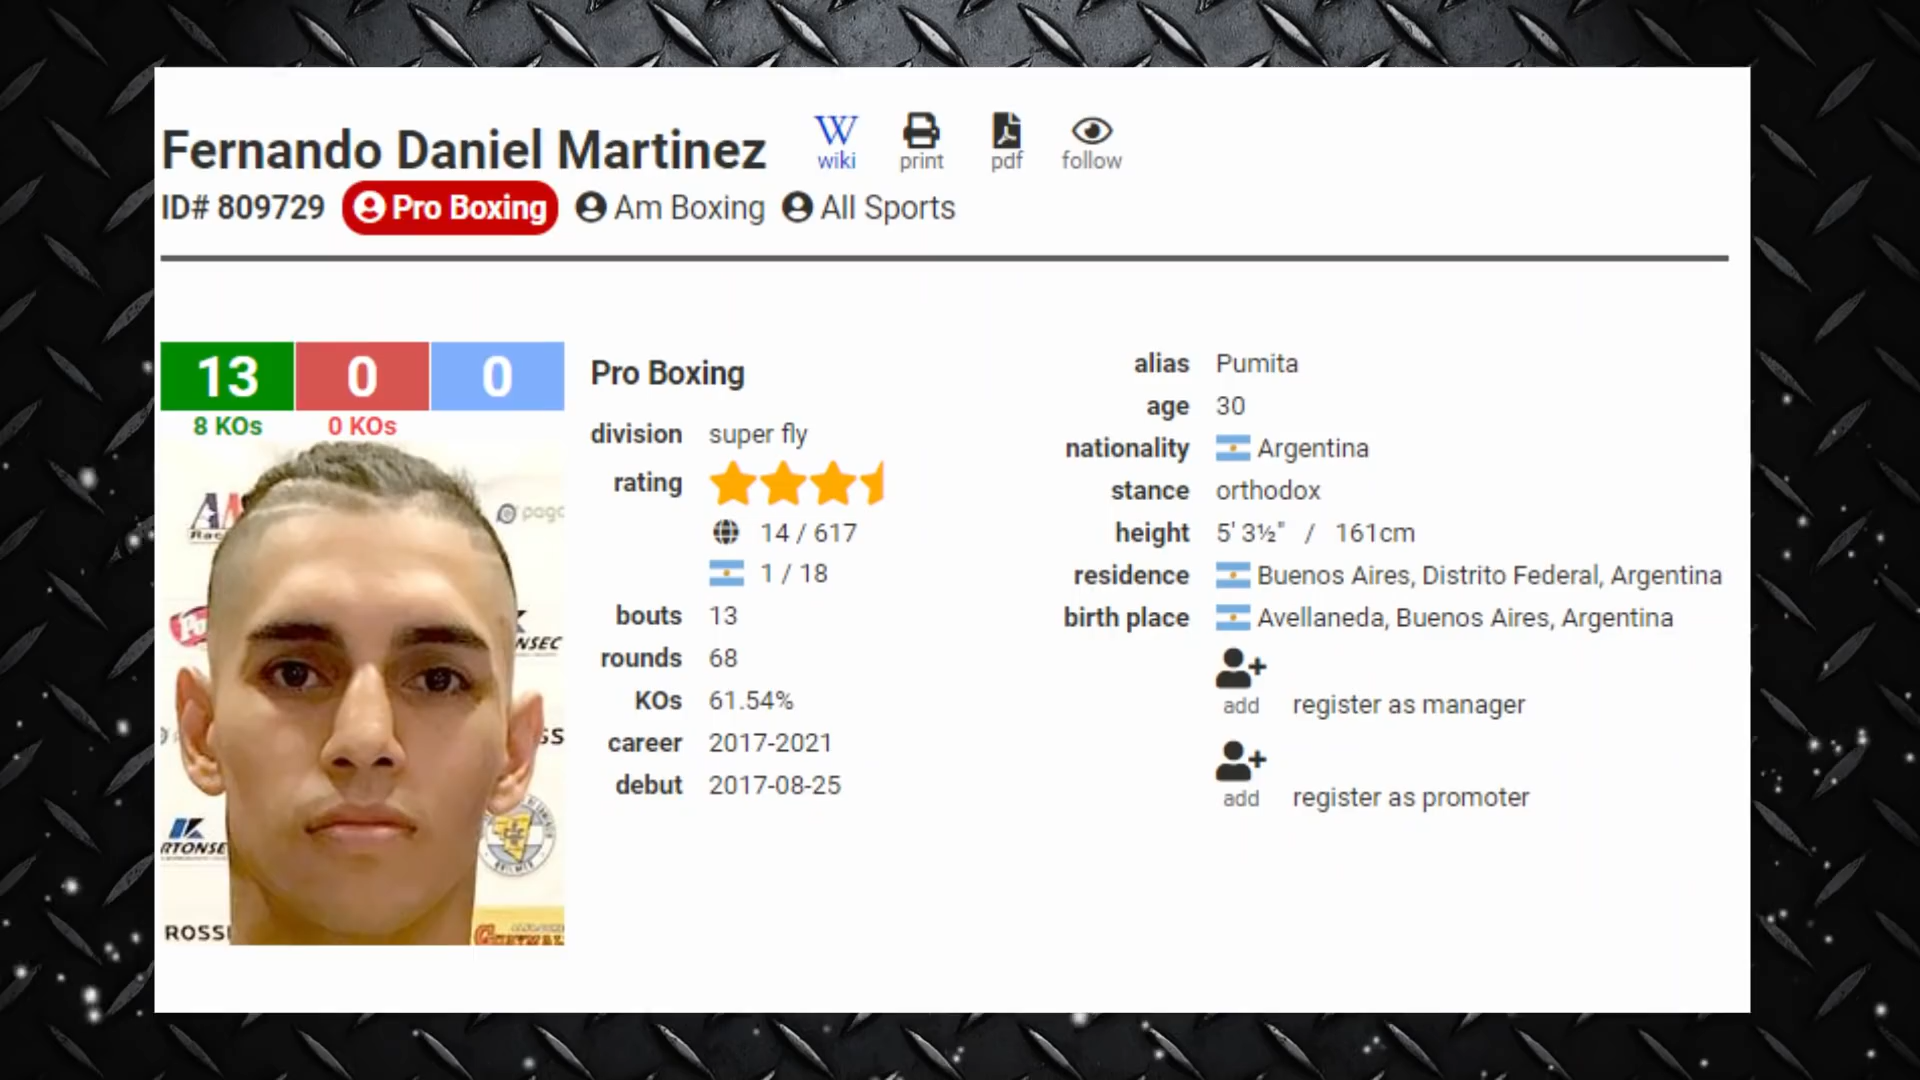 Fernando Daniel Martinez
wiki print pdf follow
ID# 809729 Pro Boxing Am Boxing All Sports
13 0 0
8 KOs 0 KOs
Pro Boxing
division super fly
rating
14 / 617
1 / 18
bouts 13
rounds 68
KOs 61.54%
career 2017-2021
debut 2017-08-25
alias Pumita
age 30
nationality Argentina
stance orthodox
height 5' 3½" / 161cm
residence Buenos Aires, Distrito Federal, Argentina
birth place Avellaneda, Buenos Aires, Argentina
add register as manager
add register as promoter
ROSSI